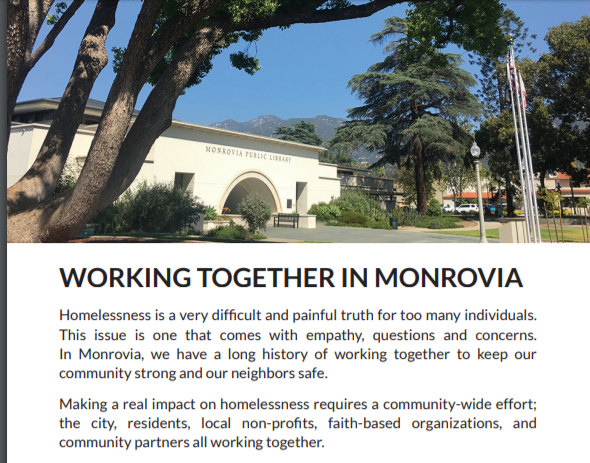 MONROVIA PUBLIC LIBRARY
WORKING TOGETHER IN MONROVIA
Homelessness is a very difficult and painful truth for too many individuals.
This issue is one that comes with empathy, questions and concerns.
In Monrovia, we have a long history of working together to keep our
community strong and our neighbors safe.
Making a real impact on homelessness requires a community-wide effort;
the city, residents, local non-profits, faith-based organizations, and
community partners all working together.